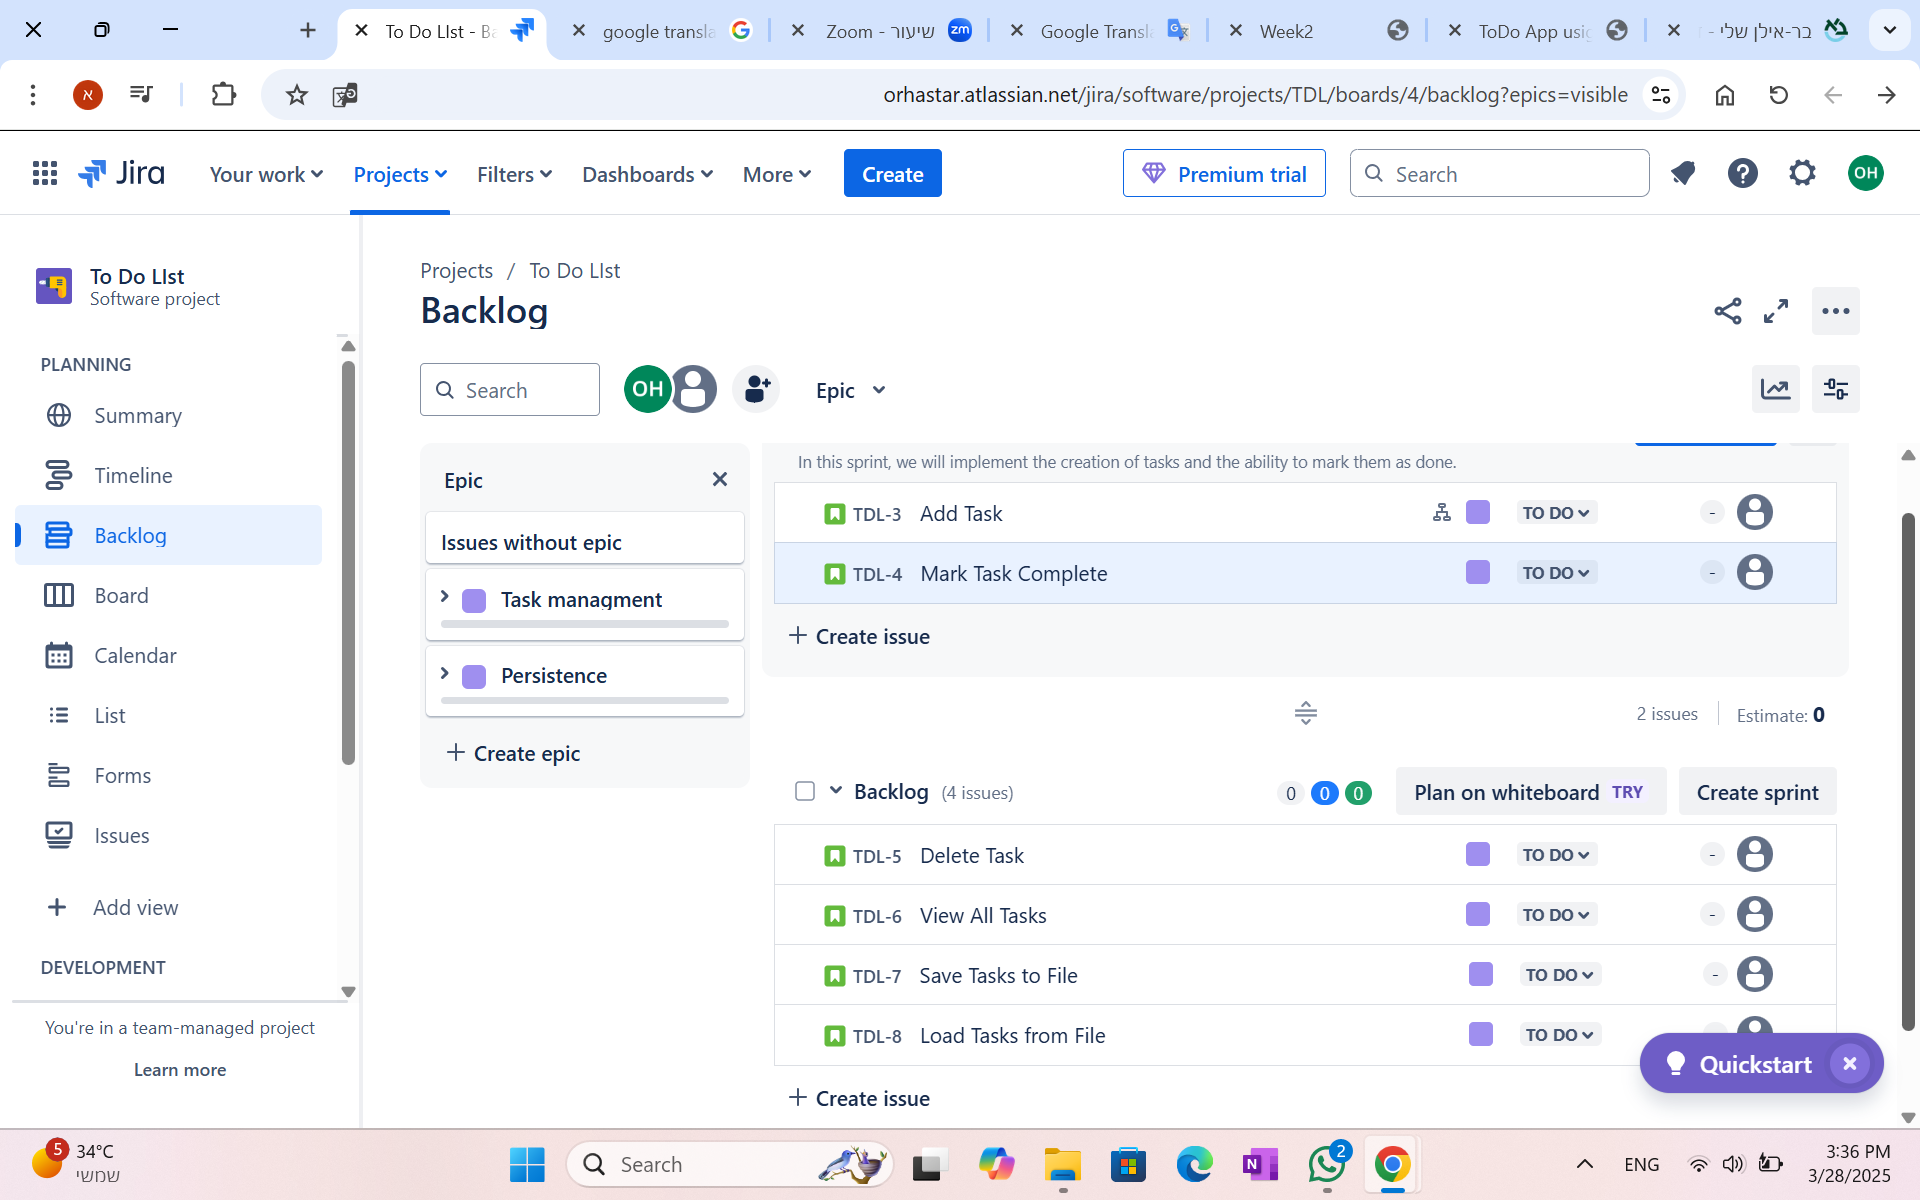 To Do LIst - Ba
google transla
Zoom - שיעור
Google Transla
Week2
ToDo App usi
בר-אילן שלי -
א
orhastar.atlassian.net/jira/software/projects/TDL/boards/4/backlog?epics=visible
Jira
Your work
Projects
Filters
Dashboards
More
Create
Premium trial
Search
OH
To Do LIst
Software project
PLANNING
Summary
Timeline
Backlog
Board
Calendar
List
Forms
Issues
Add view
DEVELOPMENT
You're in a team-managed project
Learn more
Projects / To Do LIst
Backlog
Search
OH
Epic
Epic
Issues without epic
Task managment
Persistence
Create epic
In this sprint, we will implement the creation of tasks and the ability to mark them as done.
TDL-3 Add Task TO DO -
TDL-4 Mark Task Complete TO DO -
Create issue
2 issues Estimate: 0
Backlog (4 issues) 0 0 0 Plan on whiteboard TRY Create sprint
TDL-5 Delete Task TO DO -
TDL-6 View All Tasks TO DO -
TDL-7 Save Tasks to File TO DO -
TDL-8 Load Tasks from File TO DO
Create issue
Quickstart
5
34°C
שמשי
Search
2
ENG
3:36 PM
3/28/2025